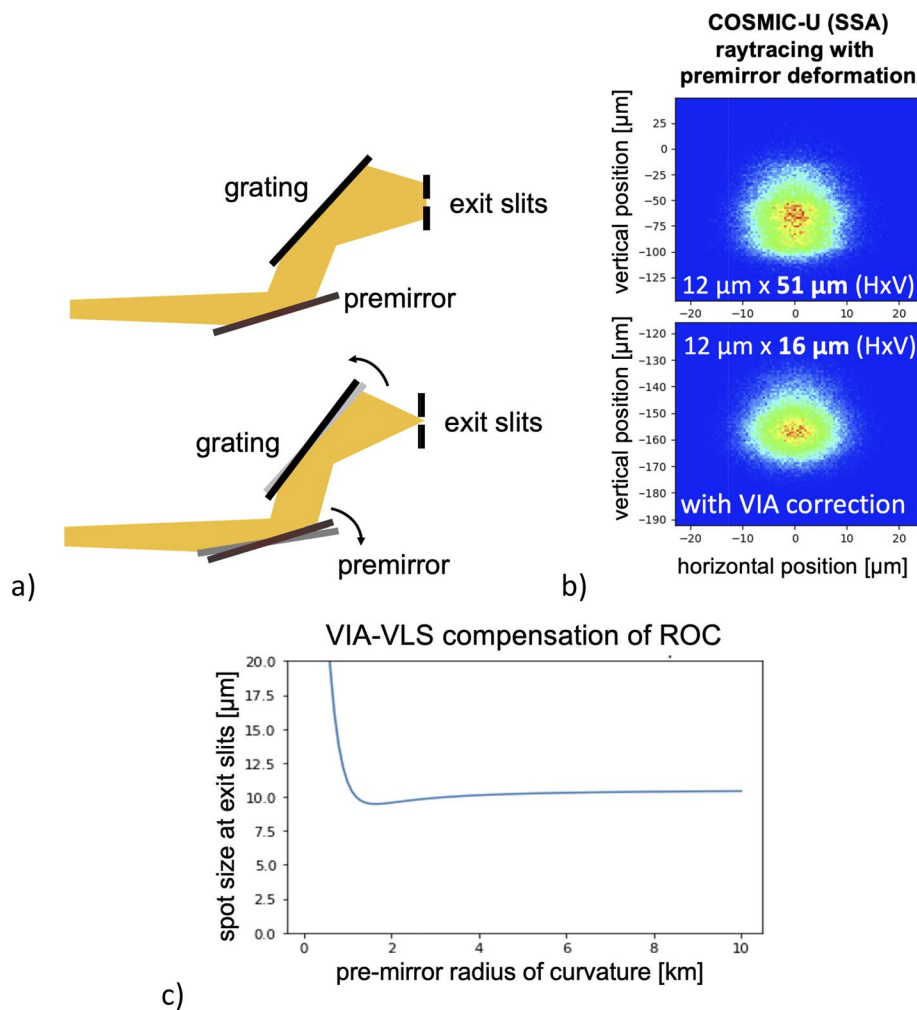 COSMIC-U (SSA)
raytracing with
premirror deformation
grating
exit slits
premirror
grating
exit slits
premirror
a)
vertical position [µm]
25
0
−25
−50
−75
−100
−125
12 µm x 51 µm (HxV)
−20
−10
0
10
20
vertical position [µm]
−120
−130
−140
−150
−160
−170
−180
−190
12 µm x 16 µm (HxV)
with VIA correction
−20
−10
0
10
20
horizontal position [µm]
b)
VIA-VLS compensation of ROC
spot size at exit slits [µm]
20.0
17.5
15.0
12.5
10.0
7.5
5.0
2.5
0.0
0
2
4
6
8
10
pre-mirror radius of curvature [km]
c)